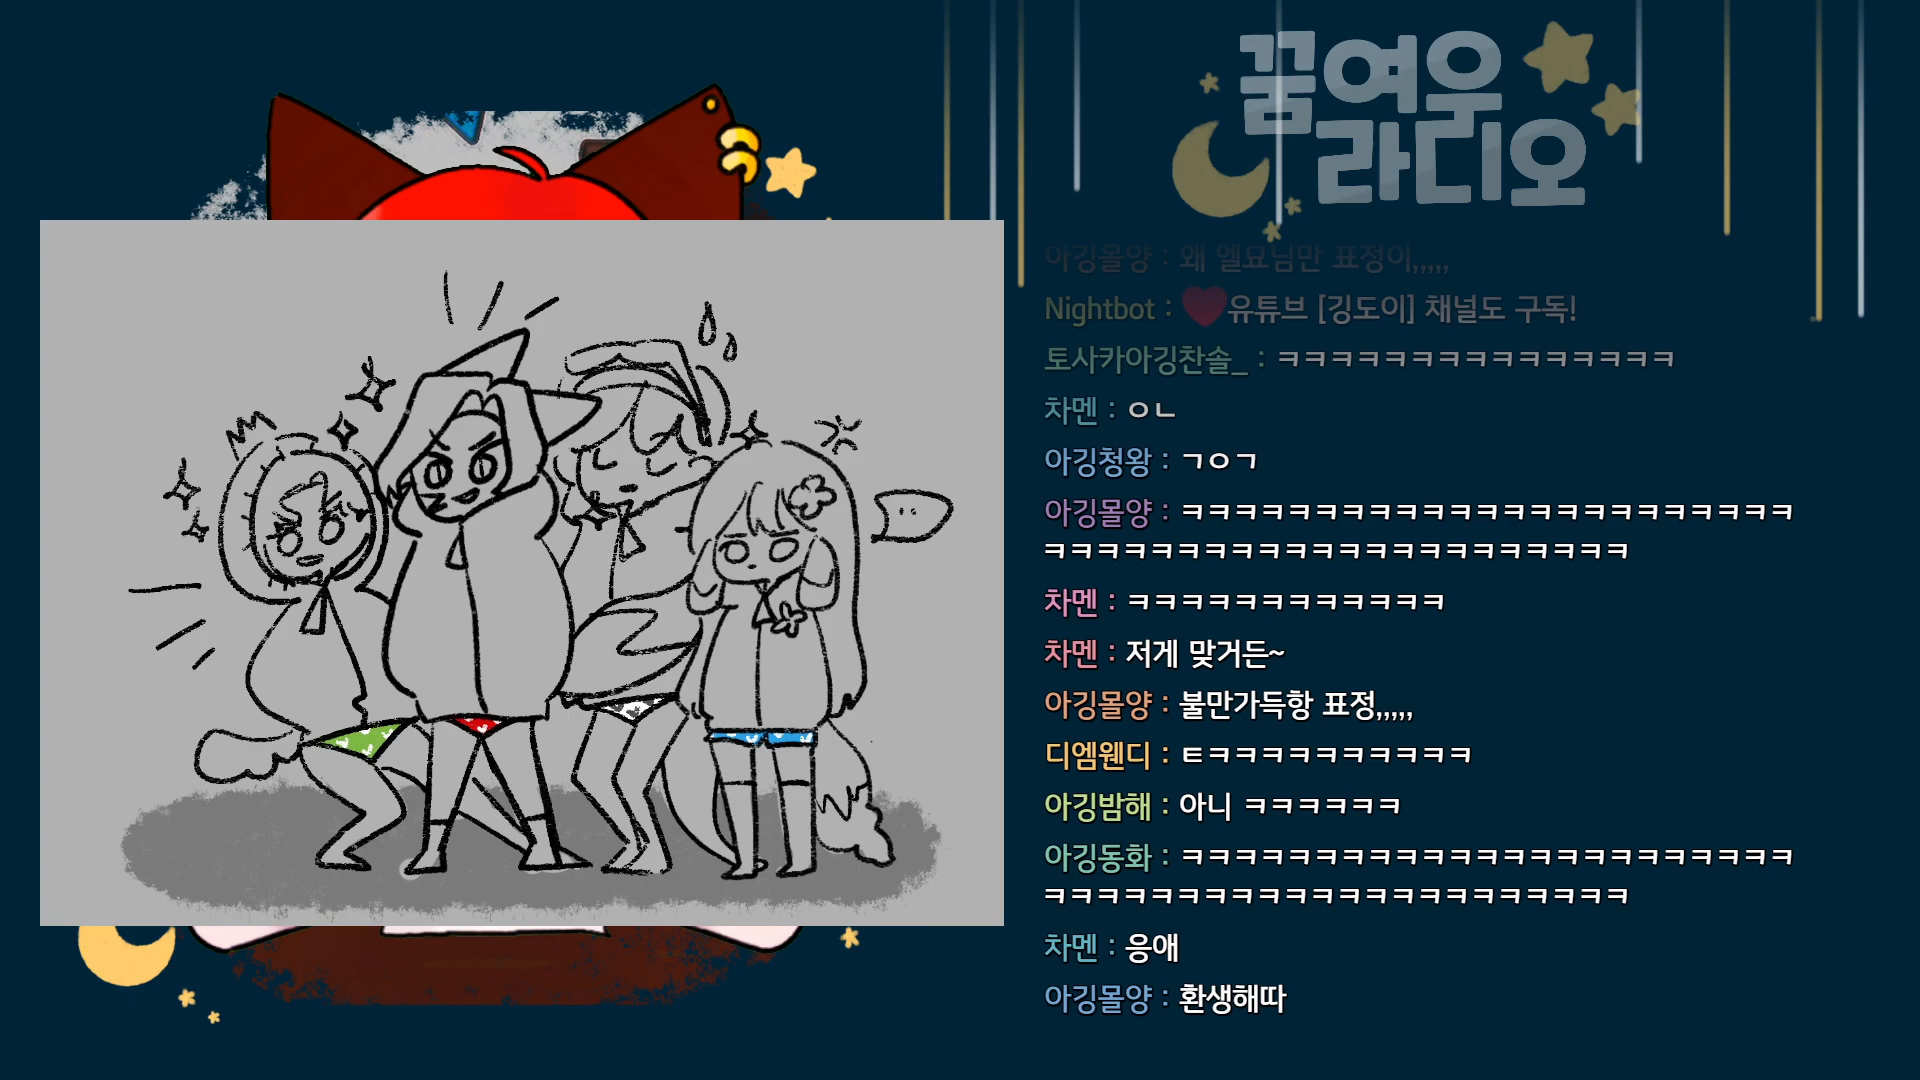 꿈여우
라디오
아깅몰양 : 왜 엘묘님만 표정이,,,,,
Nightbot : ❤유튜브 [깅도이] 채널도 구독!
토사카아깅찬솔_ : ㅋㅋㅋㅋㅋㅋㅋㅋㅋㅋㅋㅋㅋㅋㅋ
차멘 : ㅇㄴ
아깅청왕 : ㄱㅇㄱ
아깅몰양 : ㅋㅋㅋㅋㅋㅋㅋㅋㅋㅋㅋㅋㅋㅋㅋㅋㅋㅋㅋㅋㅋㅋㅋ
ㅋㅋㅋㅋㅋㅋㅋㅋㅋㅋㅋㅋㅋㅋㅋㅋㅋㅋㅋㅋㅋㅋ
차멘 : ㅋㅋㅋㅋㅋㅋㅋㅋㅋㅋㅋㅋ
차멘 : 저게 맞거든~
아깅몰양 : 불만가득항 표정,,,,,
디엠웬디 : ㅌㅋㅋㅋㅋㅋㅋㅋㅋㅋㅋ
아깅밤해 : 아니 ㅋㅋㅋㅋㅋㅋ
아깅동화 : ㅋㅋㅋㅋㅋㅋㅋㅋㅋㅋㅋㅋㅋㅋㅋㅋㅋㅋㅋㅋㅋㅋㅋ
ㅋㅋㅋㅋㅋㅋㅋㅋㅋㅋㅋㅋㅋㅋㅋㅋㅋㅋㅋㅋㅋㅋ
차멘 : 응애
아깅몰양 : 환생해따